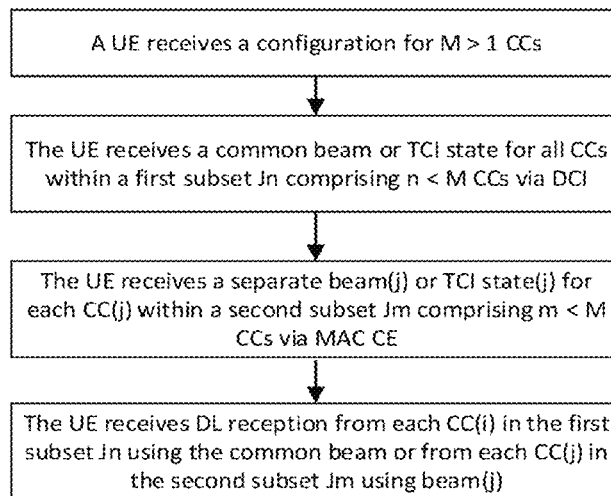 A UE receives a configuration for M > 1 CCs
The UE receives a common beam or TCI state for all CCs
within a first subset Jn comprising n < M CCs via DCI
The UE receives a separate beam(j) or TCI state(j) for
each CC(j) within a second subset Jm comprising m < M
CCs via MAC CE
The UE receives DL reception from each CC(i) in the first
subset Jn using the common beam or from each CC(j) in
the second subset Jm using beam(j)